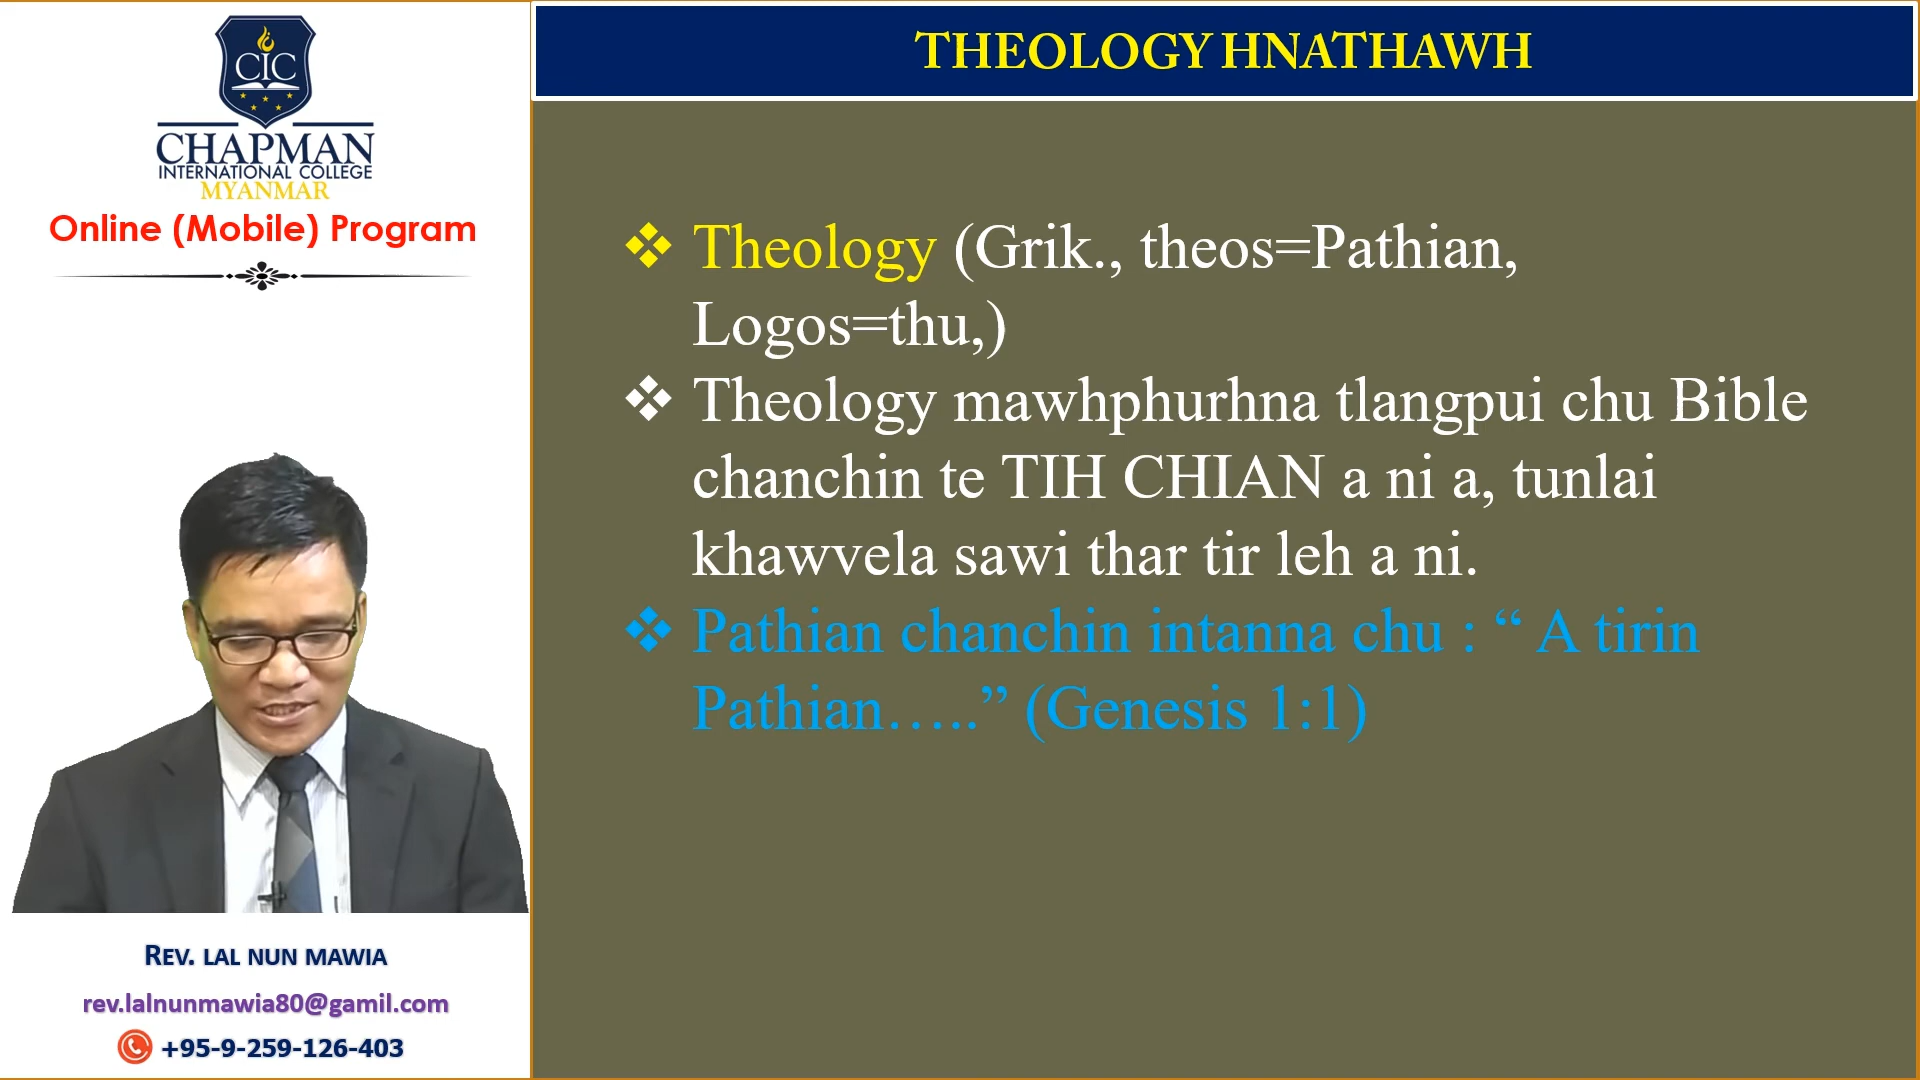 CIC
CHAPMAN
INTERNATIONAL COLLEGE
MYANMAR
Online (Mobile) Program
REV. LAL NUN MAWIA
rev.lalnunmawia80@gamil.com
+95-9-259-126-403
THEOLOGY HNATHAWH
❖ Theology (Grik., theos=Pathian,
Logos=thu,)
❖ Theology mawhphurhna tlangpui chu Bible
chanchin te TIH CHIAN a ni a, tunlai
khawvela sawi thar tir leh a ni.
❖ Pathian chanchin intanna chu : “ A tirin
Pathian…..” (Genesis 1:1)